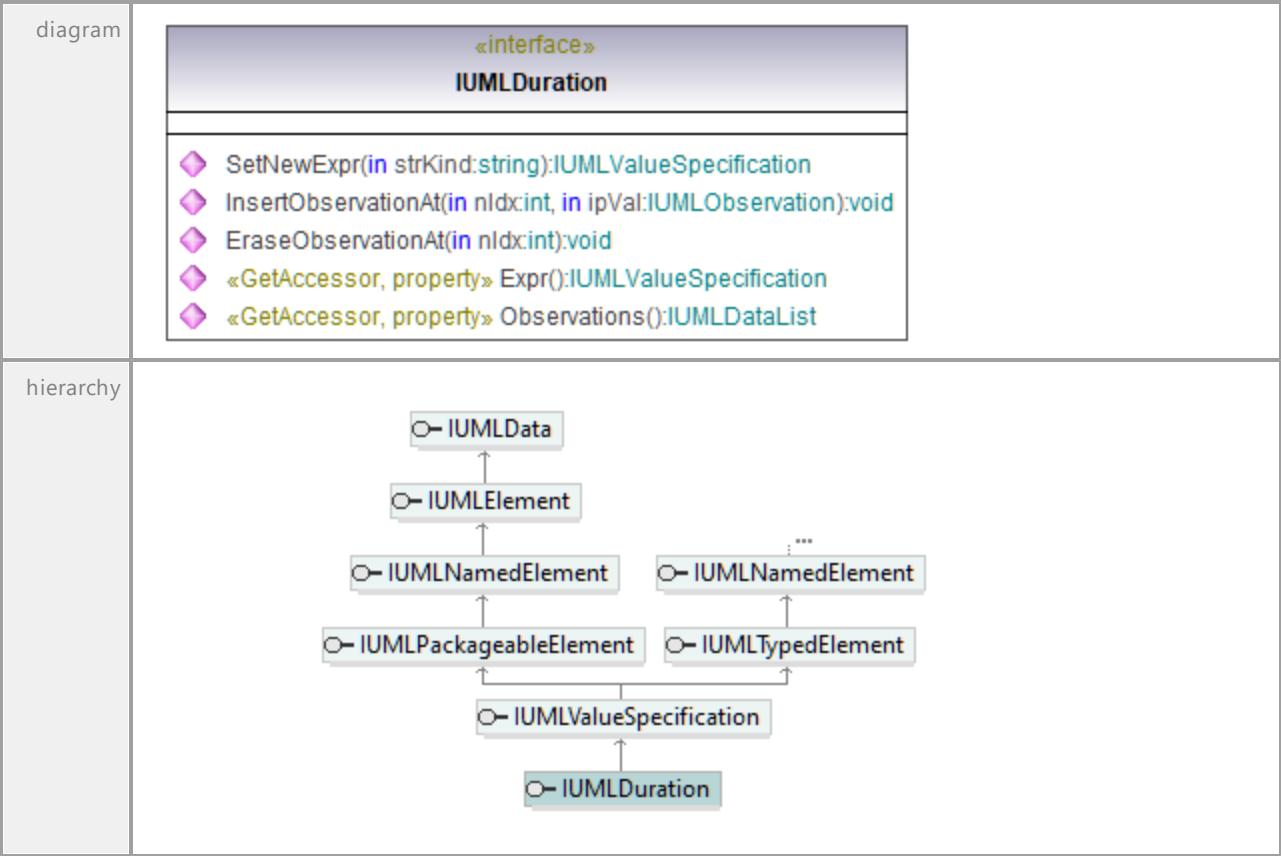 diagram
«interface»
IUMLDuration
SetNewExpr(in strKind:string):IUMLValueSpecification
InsertObservationAt(in nIdx:int, in ipVal:IUMLObservation):void
EraseObservationAt(in nIdx:int):void
«GetAccessor, property» Expr():IUMLValueSpecification
«GetAccessor, property» Observations():IUMLDataList
hierarchy
IUMLData
IUMLElement
...
IUMLNamedElement IUMLNamedElement
IUMLPackageableElement IUMLTypedElement
IUMLValueSpecification
IUMLDuration